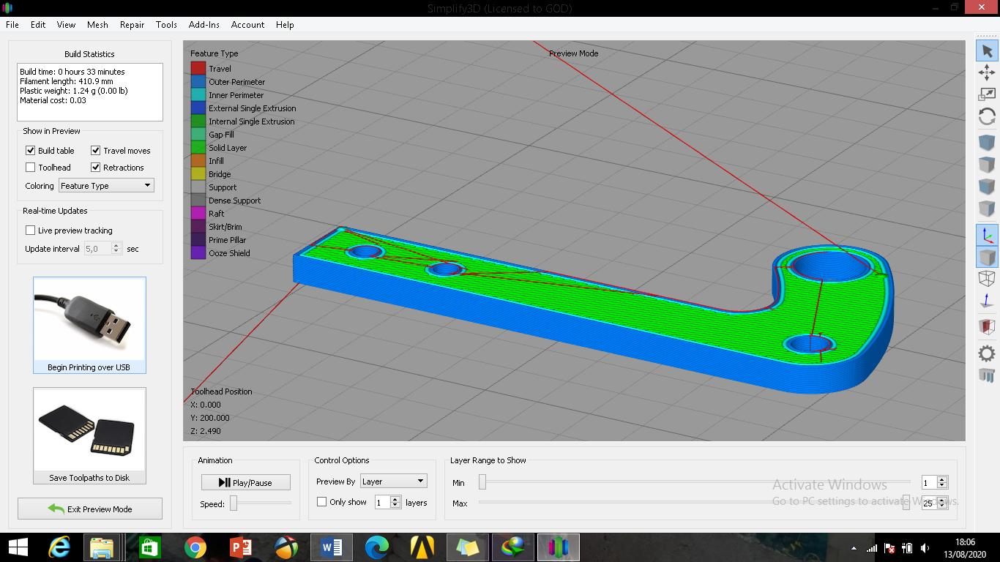 Simplify3D (Licensed to GOD)
File Edit View Mesh Repair Tools Add-Ins Account Help
Build Statistics
Build time: 0 hours 33 minutes
Filament length: 410.9 mm
Plastic weight: 1.24 g (0.00 lb)
Material cost: 0.03
Show in Preview
Build table Travel moves
Toolhead Retractions
Coloring Feature Type
Real-time Updates
Live preview tracking
Update interval 5,0 sec
Begin Printing over USB
Save Toolpaths to Disk
Exit Preview Mode
Feature Type
Travel
Outer Perimeter
Inner Perimeter
External Single Extrusion
Internal Single Extrusion
Gap Fill
Solid Layer
Infill
Bridge
Support
Dense Support
Raft
Skirt/Brim
Prime Pillar
Ooze Shield
Preview Mode
Toolhead Position
X: 0.000
Y: 200.000
Z: 2.490
Animation
Play/Pause
Speed:
Control Options
Preview By Layer
Only show 1 layers
Layer Range to Show
Min 1
Max 25
Activate Windows
Go to PC settings to activate Windows.
18:06
13/08/2020